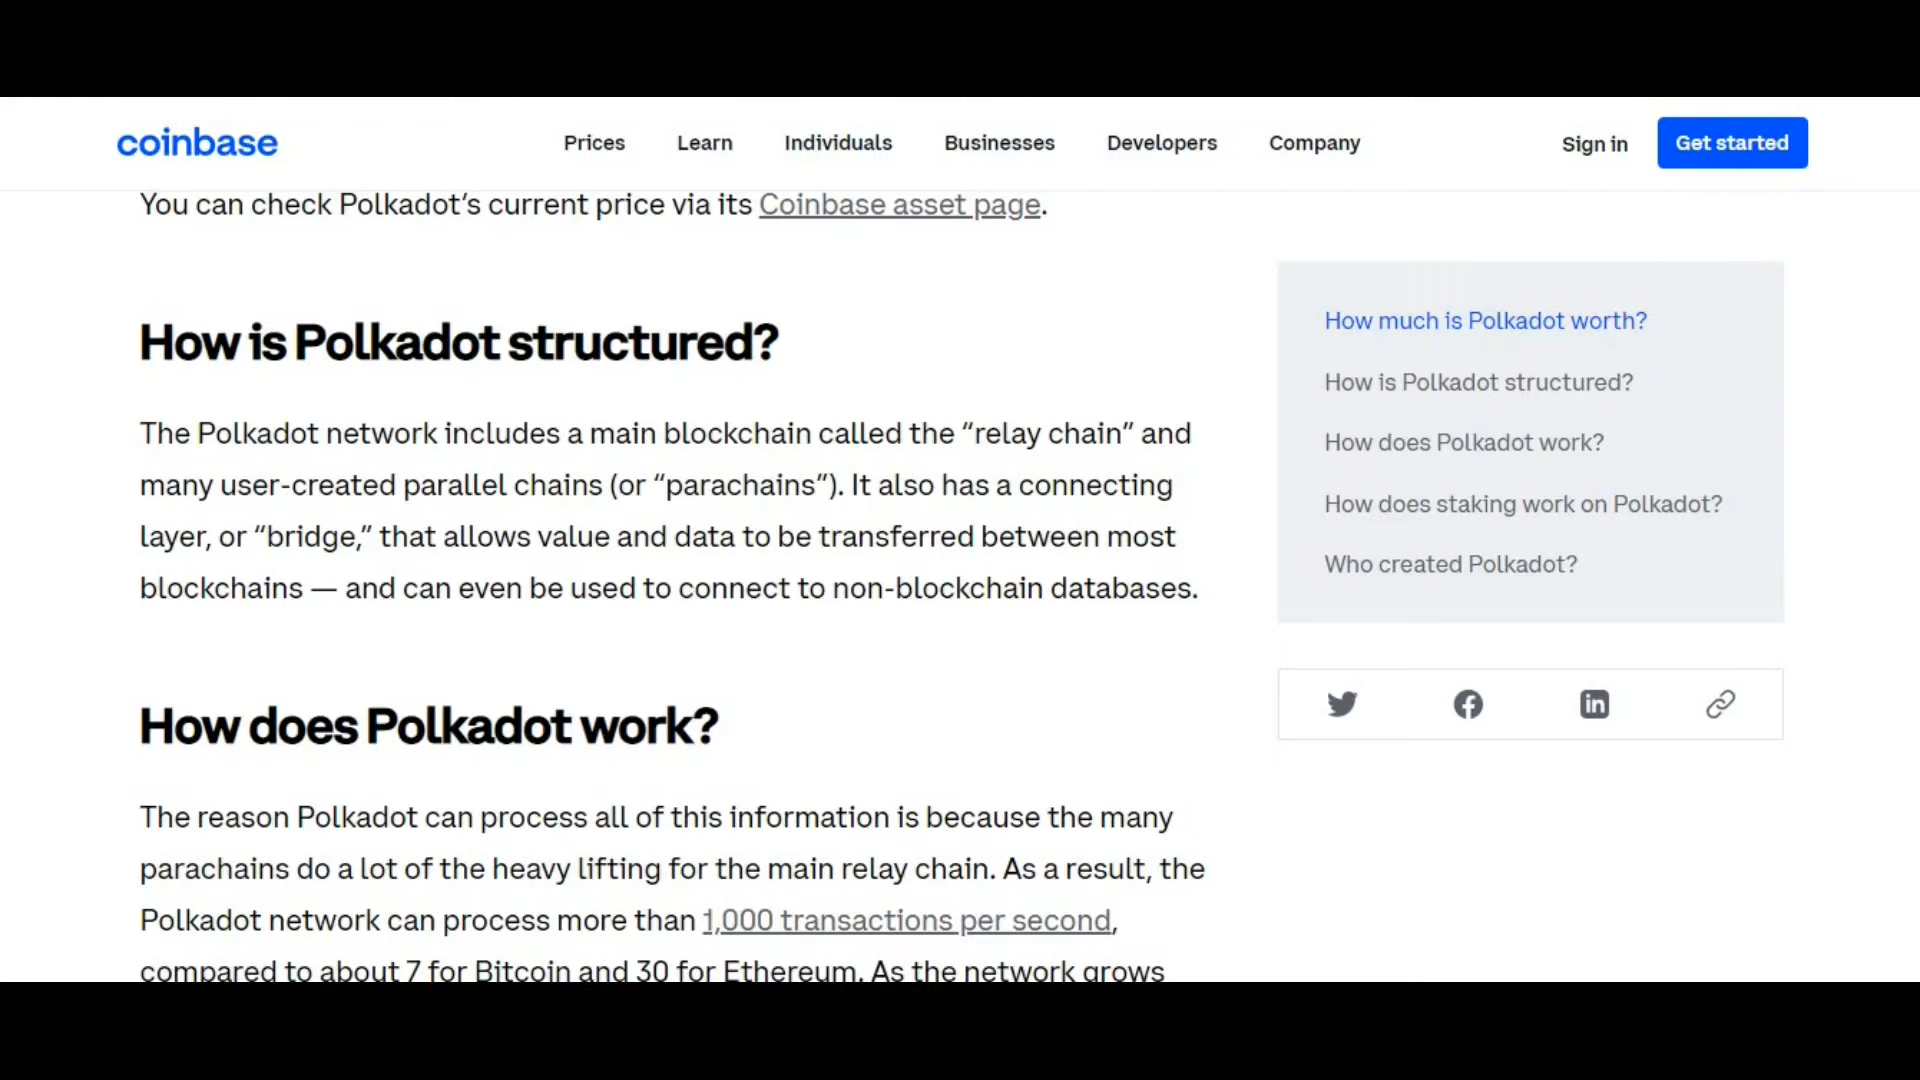 coinbase
Prices Learn Individuals Businesses Developers Company Sign in Get started
You can check Polkadot’s current price via its Coinbase asset page.
How is Polkadot structured?
The Polkadot network includes a main blockchain called the “relay chain” and
many user-created parallel chains (or “parachains”). It also has a connecting
layer, or “bridge,” that allows value and data to be transferred between most
blockchains — and can even be used to connect to non-blockchain databases.
How does Polkadot work?
The reason Polkadot can process all of this information is because the many
parachains do a lot of the heavy lifting for the main relay chain. As a result, the
Polkadot network can process more than 1,000 transactions per second,
compared to about 7 for Bitcoin and 30 for Ethereum. As the network grows
How much is Polkadot worth?
How is Polkadot structured?
How does Polkadot work?
How does staking work on Polkadot?
Who created Polkadot?